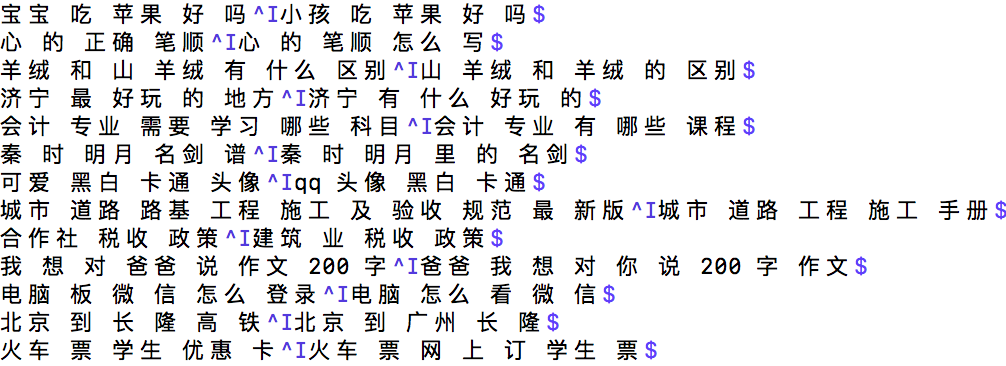 宝宝 吃 苹果 好 吗^I小孩 吃 苹果 好 吗$
心 的 正确 笔顺^I心 的 笔顺 怎么 写$
羊绒 和 山 羊绒 有 什么 区别^I山 羊绒 和 羊绒 的 区别$
济宁 最 好玩 的 地方^I济宁 有 什么 好玩 的$
会计 专业 需要 学习 哪些 科目^I会计 专业 有 哪些 课程$
秦 时 明月 名剑 谱^I秦 时 明月 里 的 名剑$
可爱 黑白 卡通 头像^Iqq 头像 黑白 卡通$
城市 道路 路基 工程 施工 及 验收 规范 最 新版^I城市 道路 工程 施工 手册$
合作社 税收 政策^I建筑 业 税收 政策$
我 想 对 爸爸 说 作文 200 字^I爸爸 我 想 对 你 说 200 字 作文$
电脑 板 微 信 怎么 登录^I电脑 怎么 看 微 信$
北京 到 长 隆 高 铁^I北京 到 广州 长 隆$
火车 票 学生 优惠 卡^I火车 票 网 上 订 学生 票$